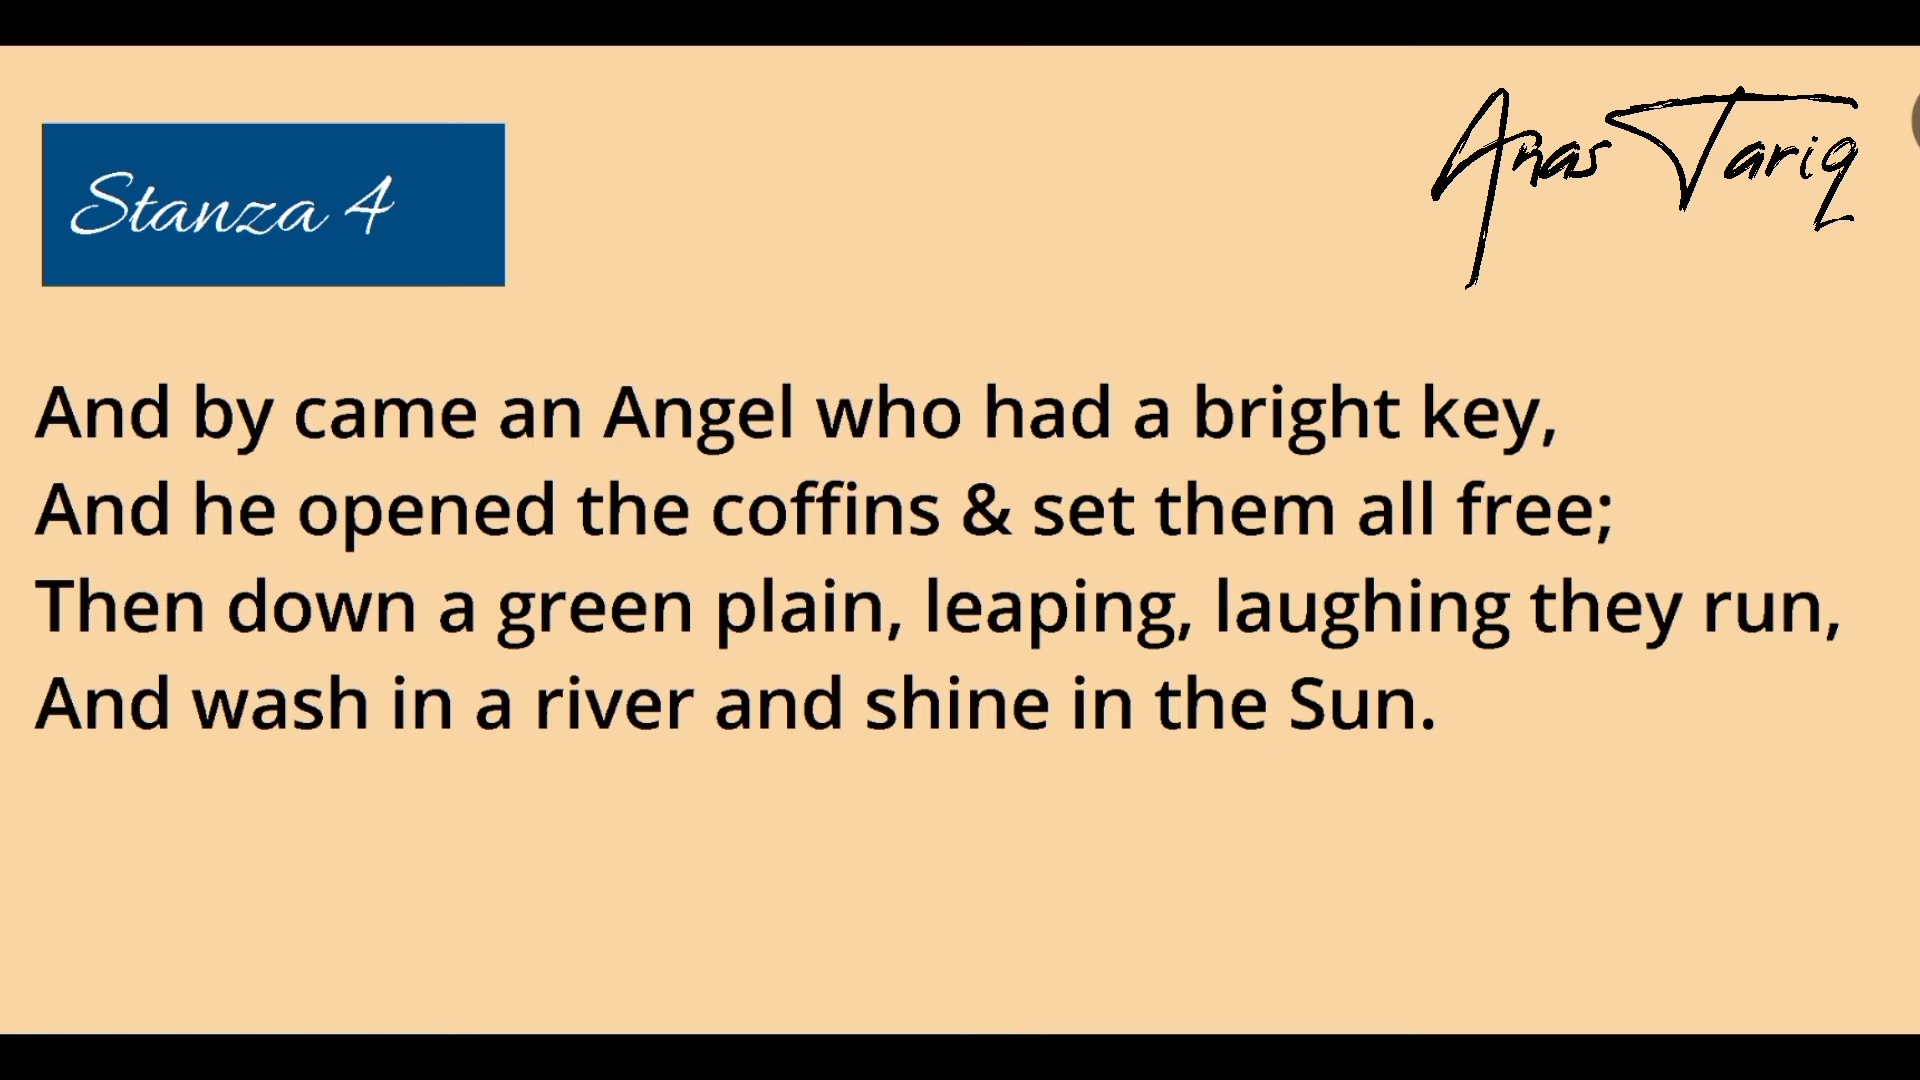 Stanza 4
Anas Tariq
And by came an Angel who had a bright key,
And he opened the coffins & set them all free;
Then down a green plain, leaping, laughing they run,
And wash in a river and shine in the Sun.